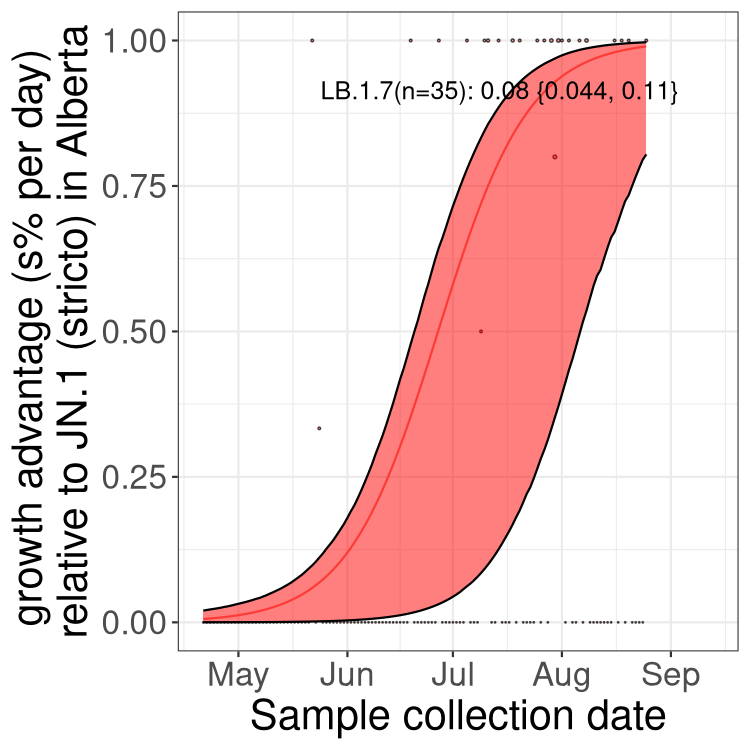 growth advantage (s% per day)
relative to JN.1 (stricto) in Alberta
1.00
0.75
0.50
0.25
0.00
LB.1.7(n=35): 0.08 {0.044, 0.11}
May Jun Jul Aug Sep
Sample collection date